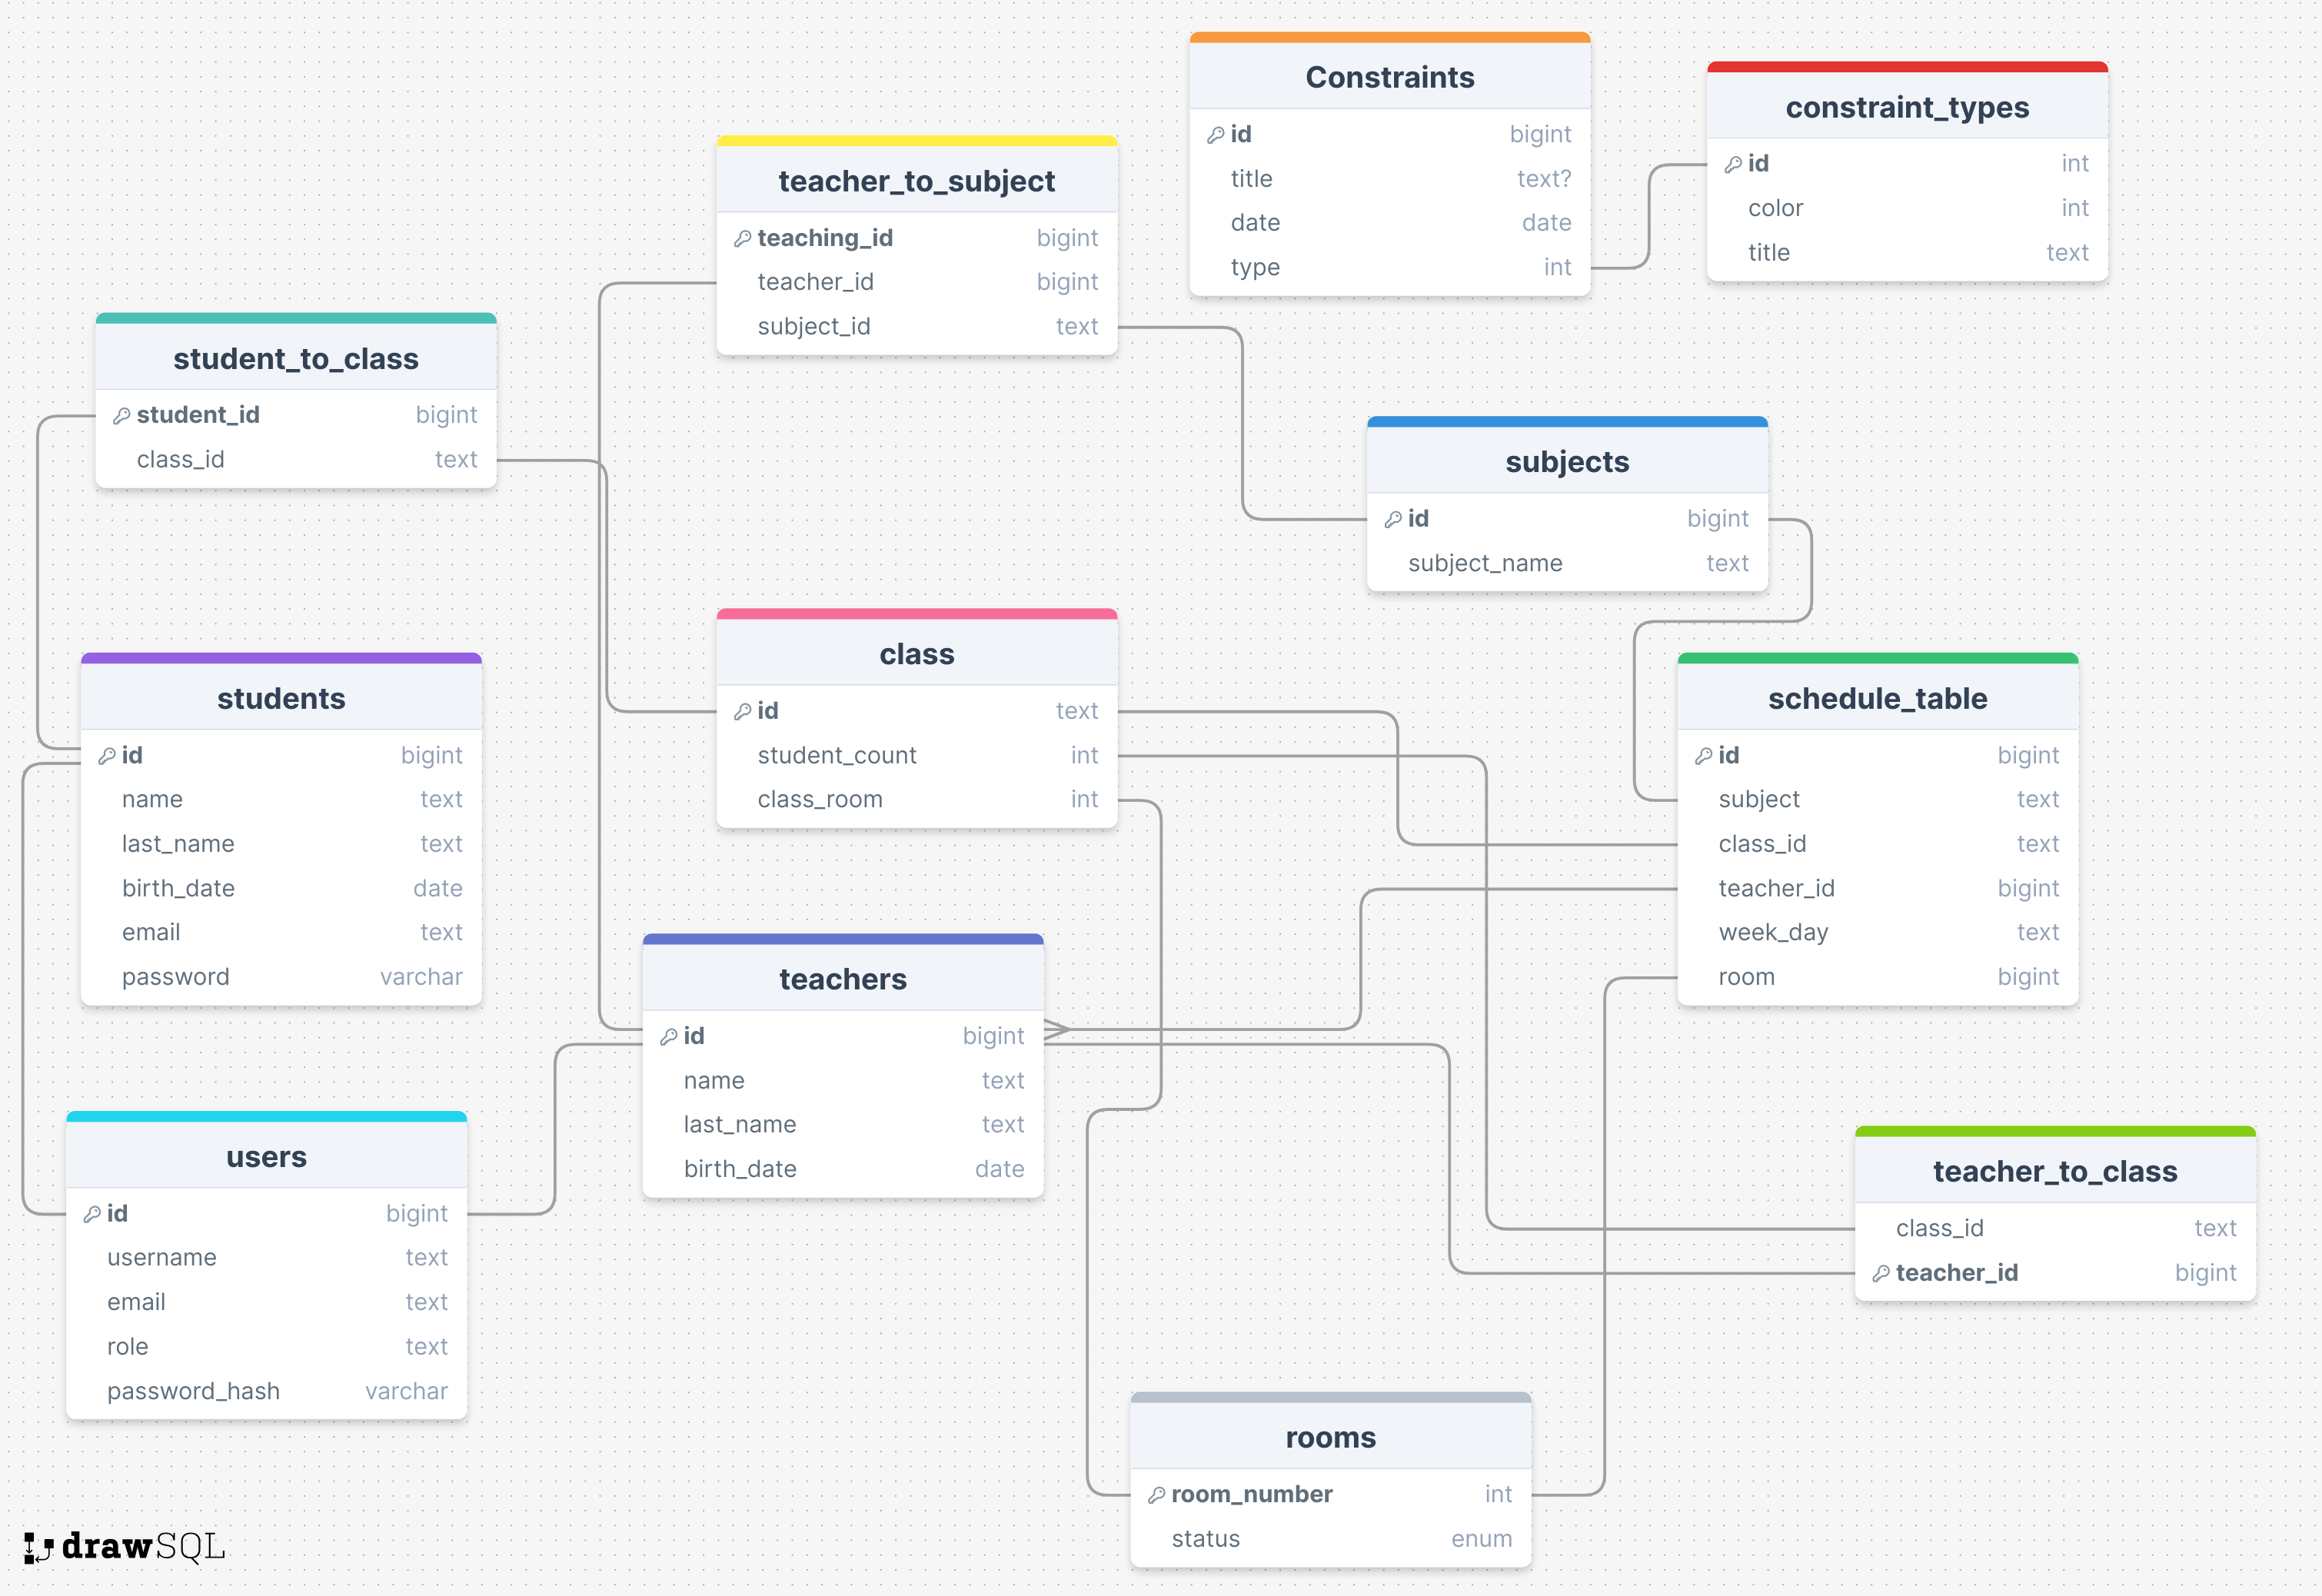 Constraints
id bigint
title text?
date date
type int
constraint_types
id int
color int
title text
teacher_to_subject
teaching_id bigint
teacher_id bigint
subject_id text
student_to_class
student_id bigint
class_id text
subjects
id bigint
subject_name text
class
id text
student_count int
class_room int
students
id bigint
name text
last_name text
birth_date date
email text
password varchar
schedule_table
id bigint
subject text
class_id text
teacher_id bigint
week_day text
room bigint
teachers
id bigint
name text
last_name text
birth_date date
users
id bigint
username text
email text
role text
password_hash varchar
teacher_to_class
class_id text
teacher_id bigint
rooms
room_number int
status enum
drawSQL